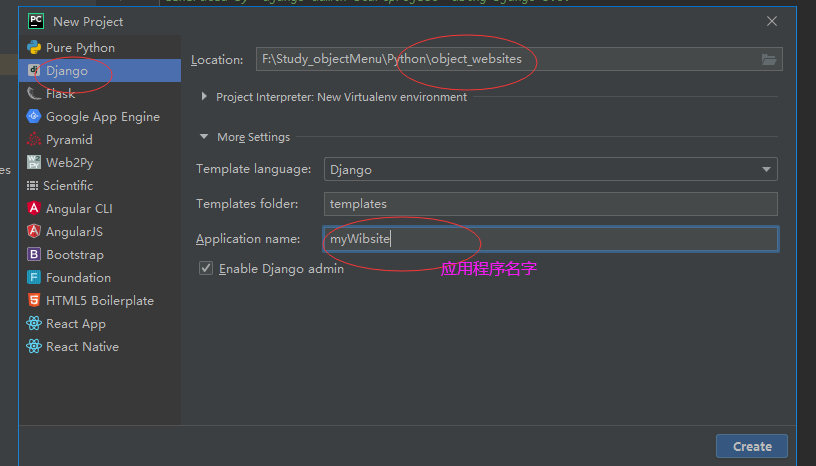 New Project
Pure Python
Django
Flask
Google App Engine
Pyramid
Web2Py
Scientific
Angular CLI
AngularJS
Bootstrap
Foundation
HTML5 Boilerplate
React App
React Native
Location: F:\Study_objectMenu\Python\object_websites
Project Interpreter: New Virtualenv environment
More Settings
Template language: Django
Templates folder: templates
Application name: myWibsite
Enable Django admin
应用程序名字
Create